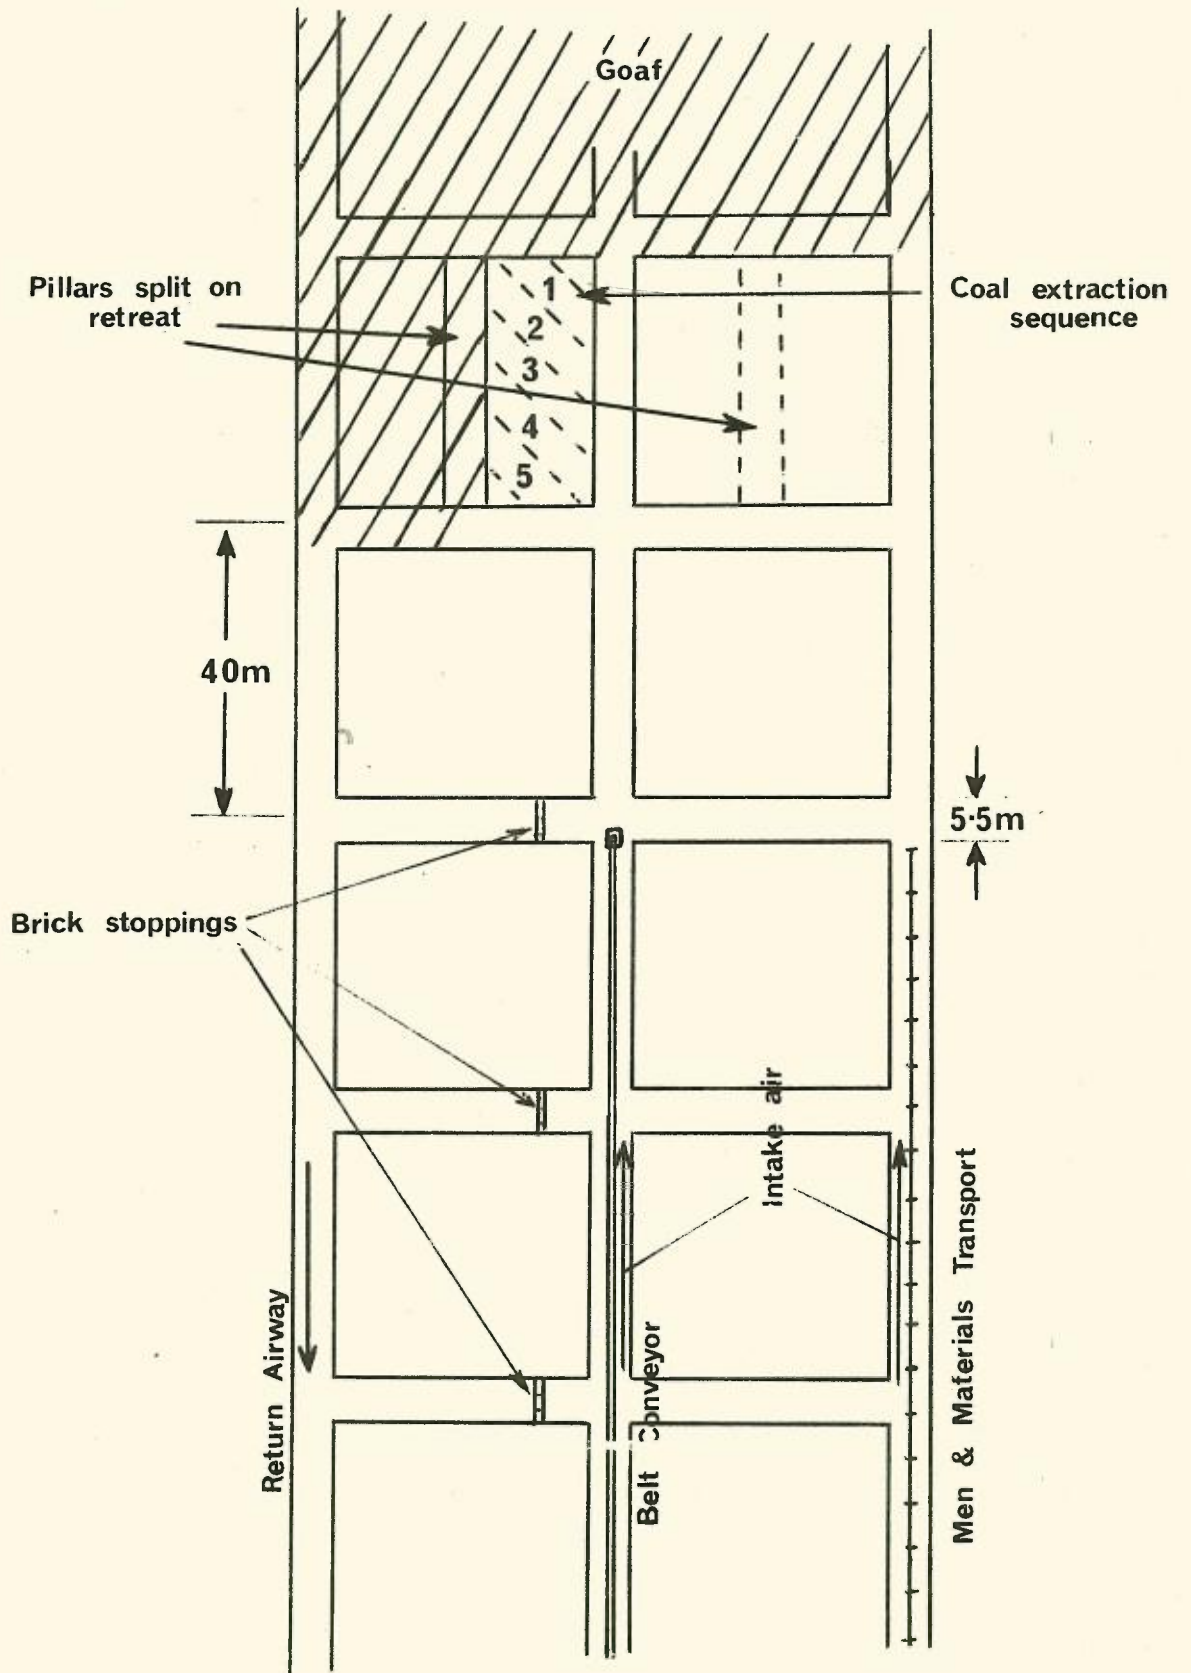 Goaf
Pillars split on
retreat
Coal extraction
sequence
1
2
3
4
5
40m
5·5m
Brick stoppings
Intake air
Return Airway
Belt Conveyor
Men & Materials Transport